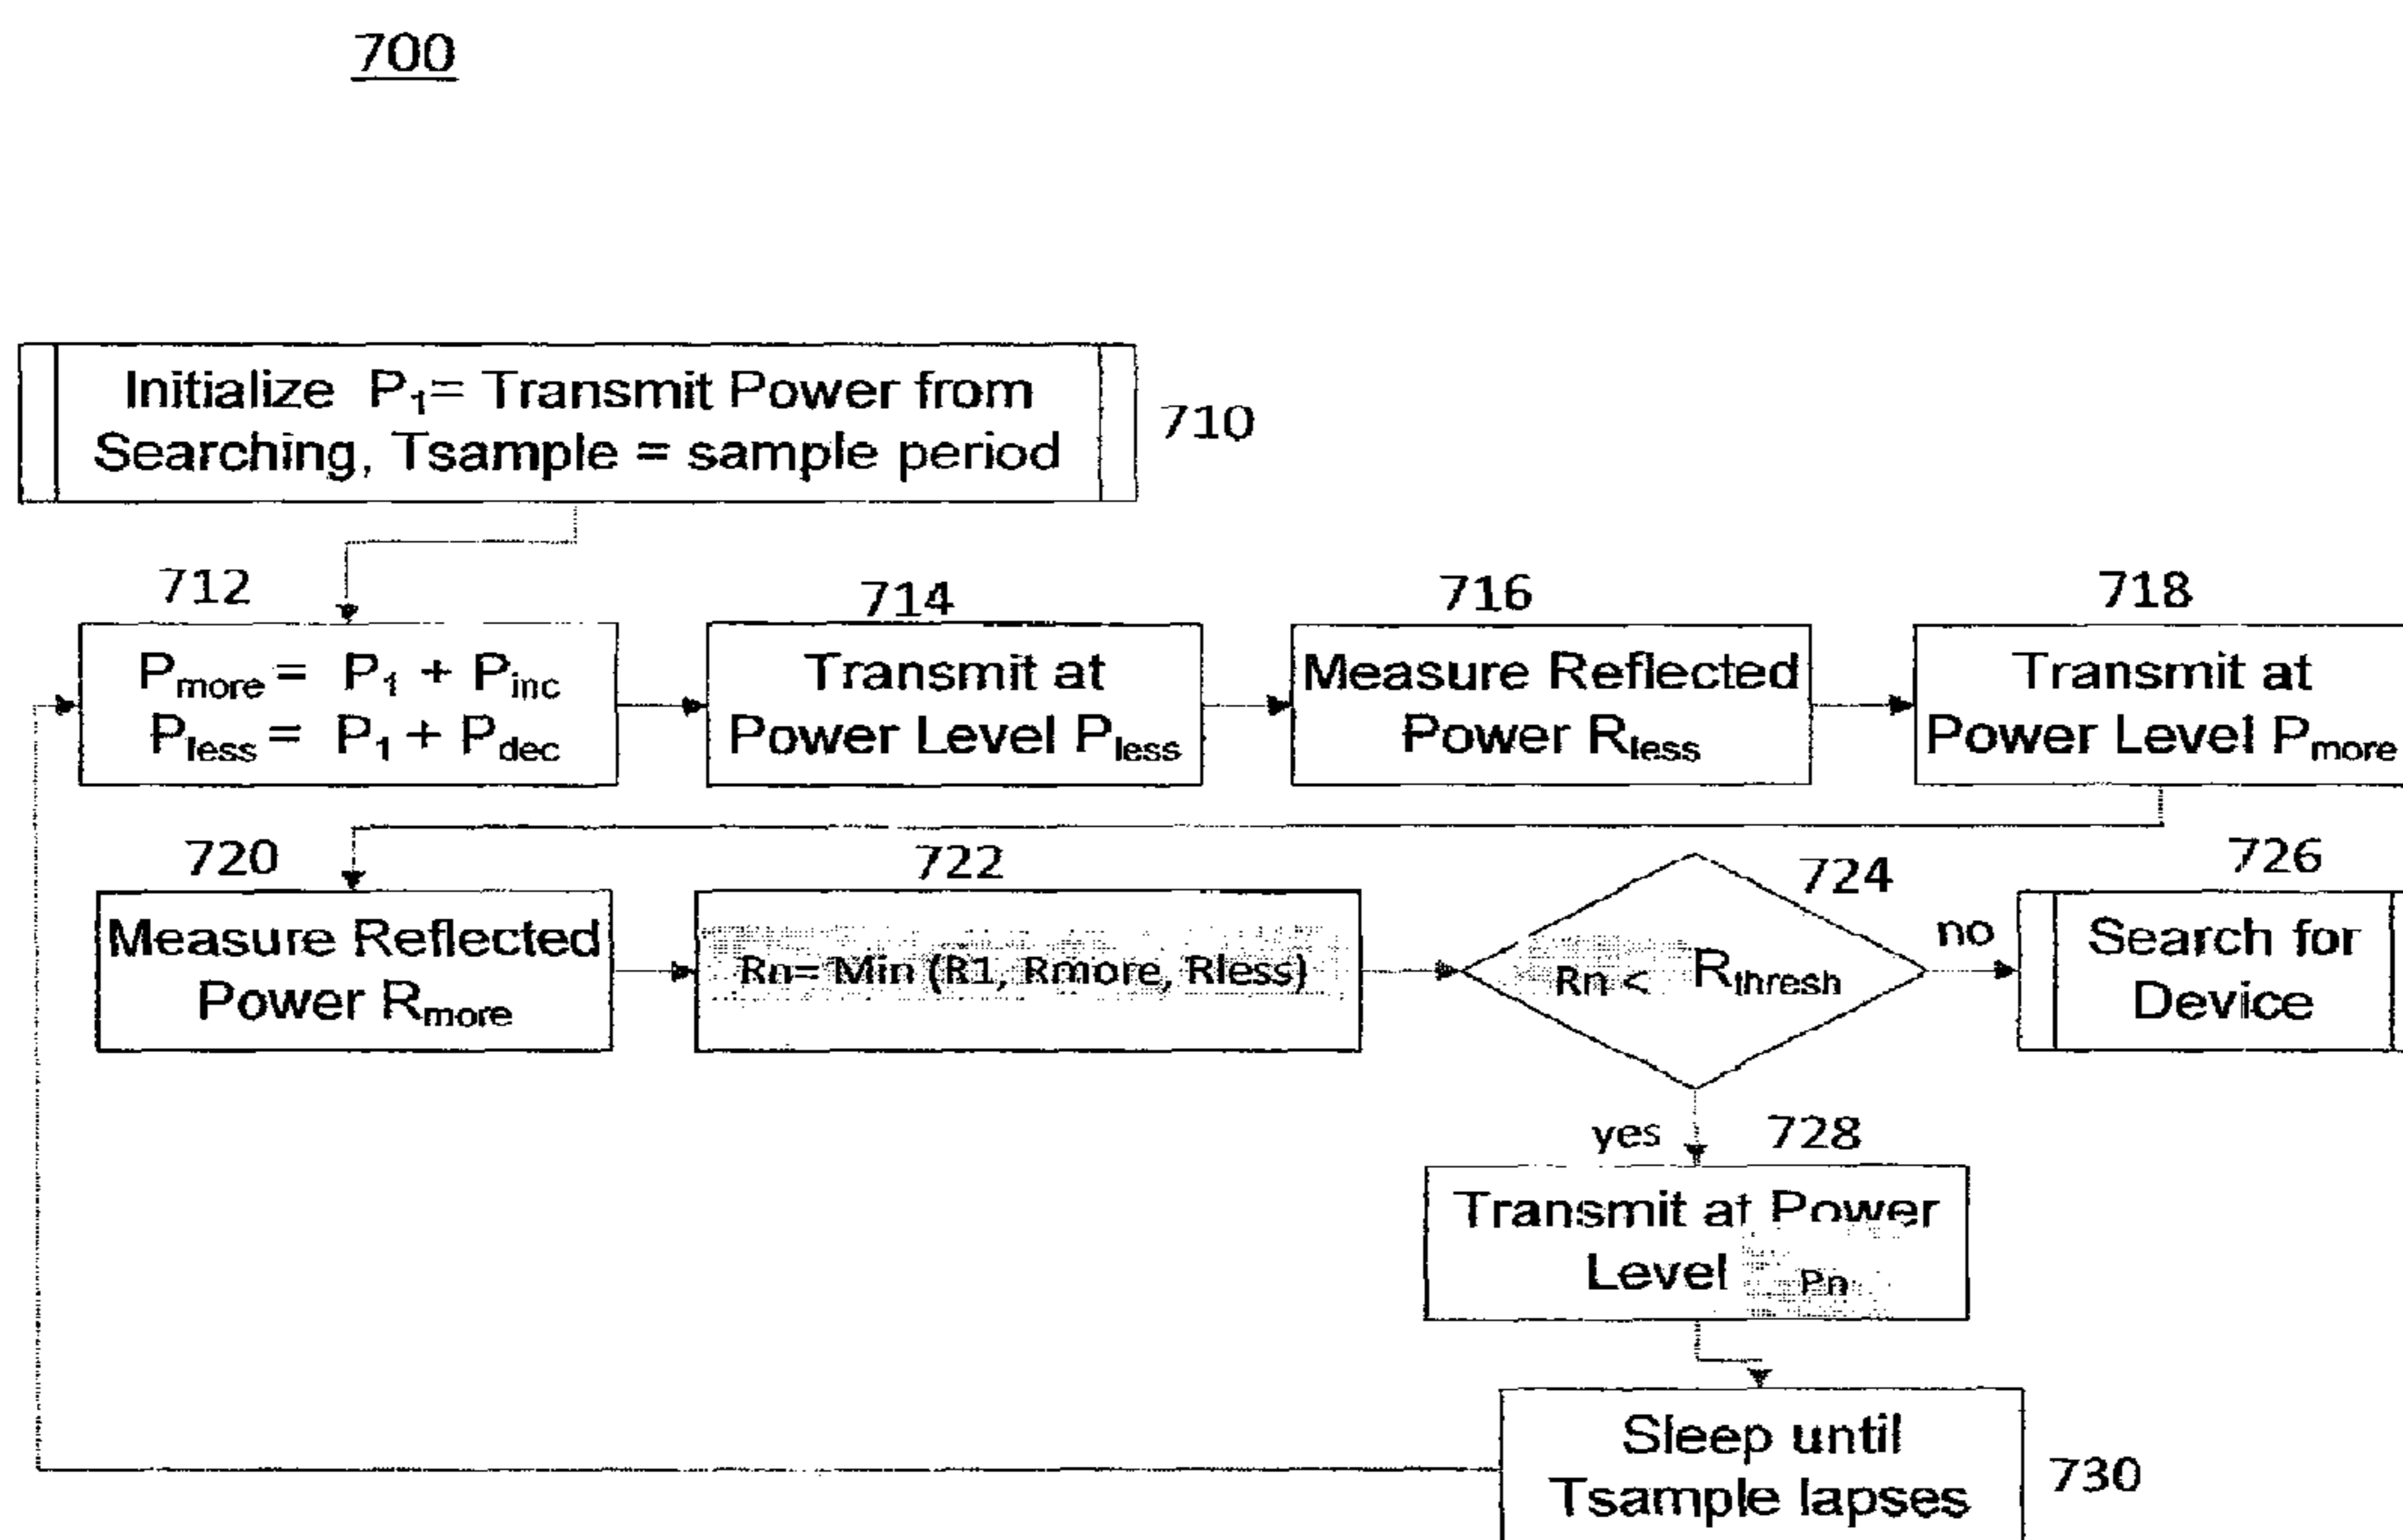 700
Initialize P1= Transmit Power from
Searching, Tsample = sample period
710
712
Pmore = P1 + Pinc
Pless = P1 + Pdec
714
Transmit at
Power Level Pless
716
Measure Reflected
Power Rless
718
Transmit at
Power Level Pmore
720
Measure Reflected
Power Rmore
722
Rn= Min (R1, Rmore, Rless)
724
Rn < Rthresh
no
726
Search for
Device
yes
728
Transmit at Power
Level Pn
Sleep until
Tsample lapses
730